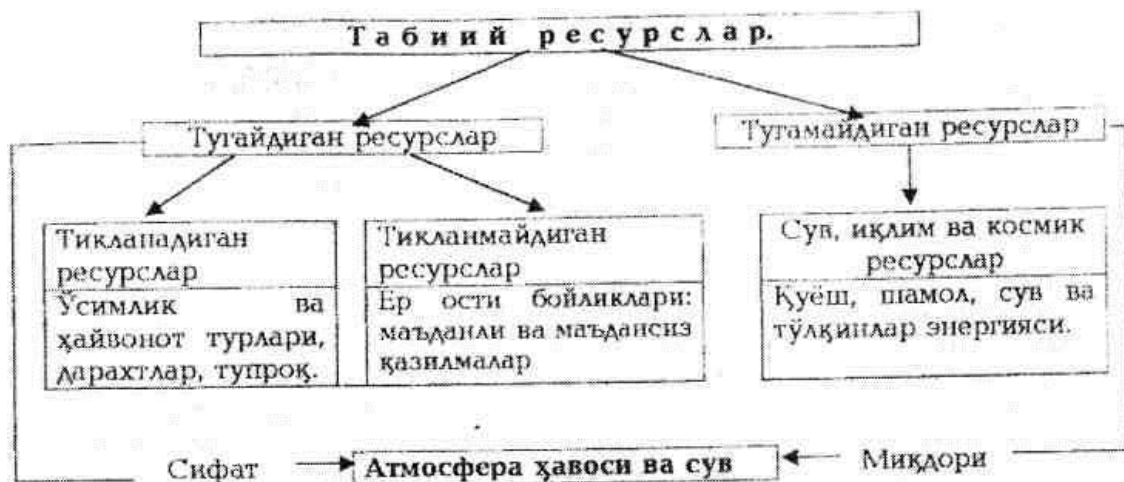 Табиий ресурслар.
Тугайдиган ресурслар
Тугамайдиган ресурслар
Тикланадиган
ресурслар
Ўсимлик ва
ҳайвонот турлари,
дарахтлар, тупроқ.
Тикланмайдиган
ресурслар
Ер ости бойликлари:
маъданли ва маъдансиз
қазилмалар
Сув, иқлим ва космик
ресурслар
Қуёш, шамол, сув ва
тўлқинлар энергияси.
Сифат
Атмосфера ҳавоси ва сув
Миқдори